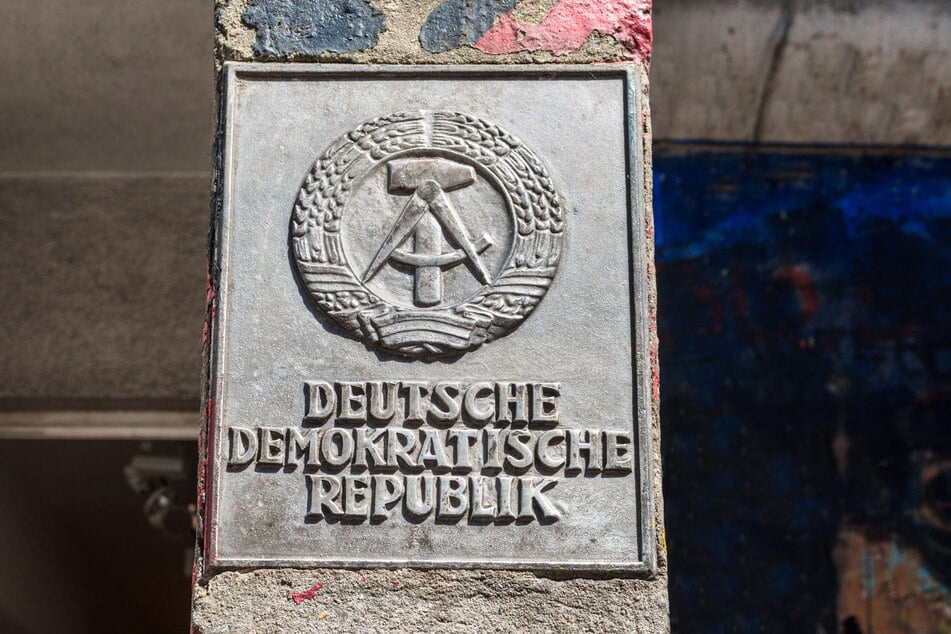 DEUTSCHE
DEMOKRATISCHE
REPUBLIK